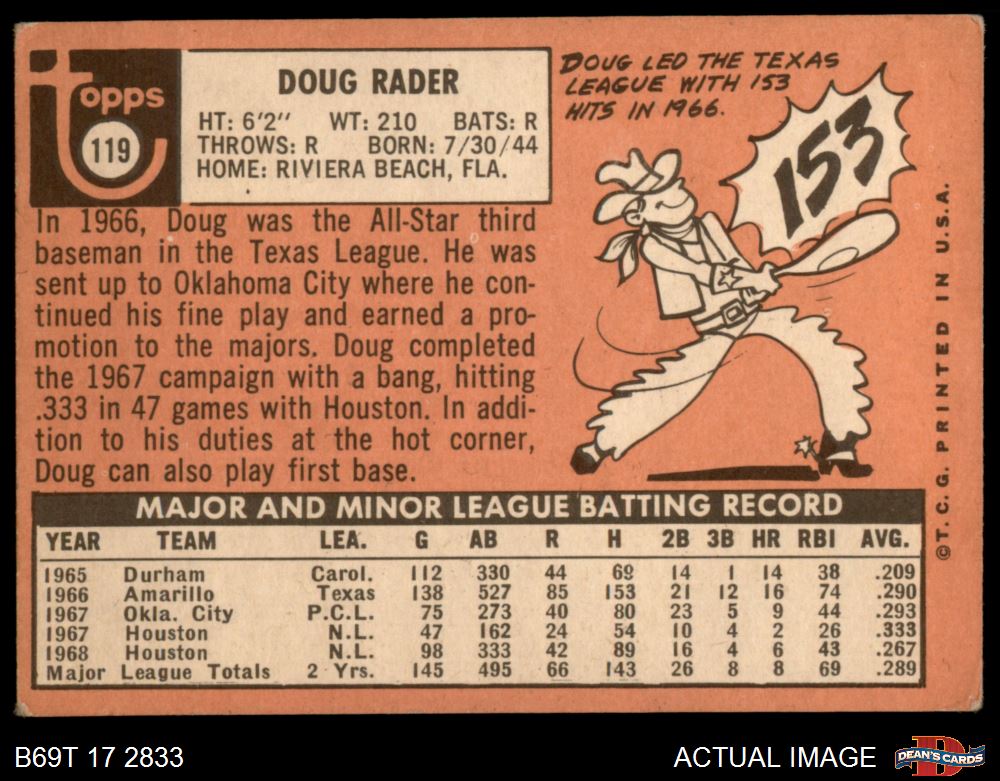 Topps
119
DOUG RADER
HT: 6'2" WT: 210 BATS: R
THROWS: R BORN: 7/30/44
HOME: RIVIERA BEACH, FLA.
In 1966, Doug was the All-Star third
baseman in the Texas League. He was
sent up to Oklahoma City where he con-
tinued his fine play and earned a pro-
motion to the majors. Doug completed
the 1967 campaign with a bang, hitting
.333 in 47 games with Houston. In addi-
tion to his duties at the hot corner,
Doug can also play first base.
DOUG LED THE TEXAS
LEAGUE WITH 153
HITS IN 1966.
153
©T.C.G. PRINTED IN U.S.A.
MAJOR AND MINOR LEAGUE BATTING RECORD
YEAR TEAM LEA. G AB R H 2B 3B HR RBI AVG.
1965 Durham Carol. 112 330 44 69 14 1 14 38 .209
1966 Amarillo Texas 138 527 85 153 21 12 16 74 .290
1967 Okla. City P.C.L. 75 273 40 80 23 5 9 44 .293
1967 Houston N.L. 47 162 24 54 10 4 2 26 .333
1968 Houston N.L. 98 333 42 89 16 4 6 43 .267
Major League Totals 2 Yrs. 145 495 66 143 26 8 8 69 .289
B69T 17 2833
ACTUAL IMAGE
D
DEAN'S CARDS